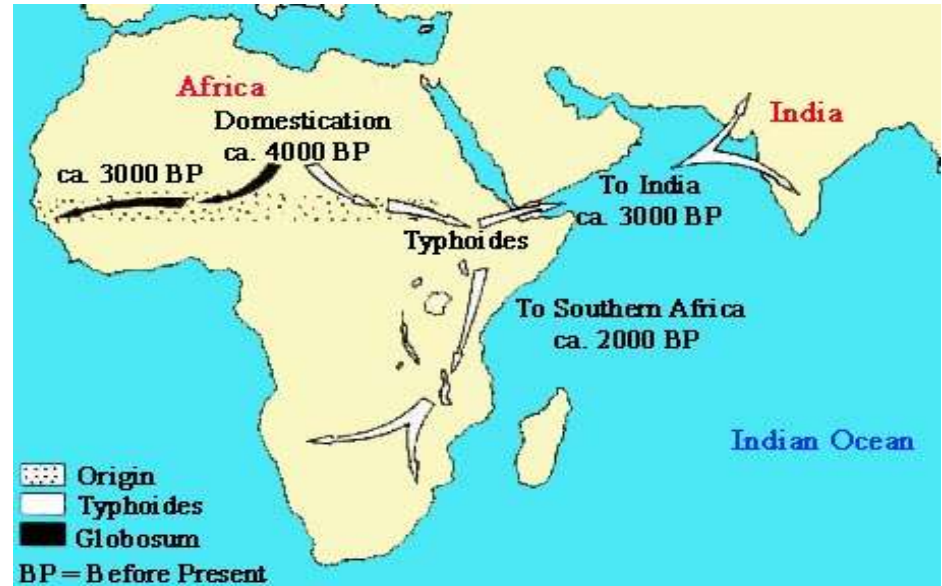 Africa
Domestication
ca. 4000 BP
ca. 3000 BP
India
To India
ca. 3000 BP
Typhoides
To Southern Africa
ca. 2000 BP
Indian Ocean
Origin
Typhoides
Globosum
BP = Before Present